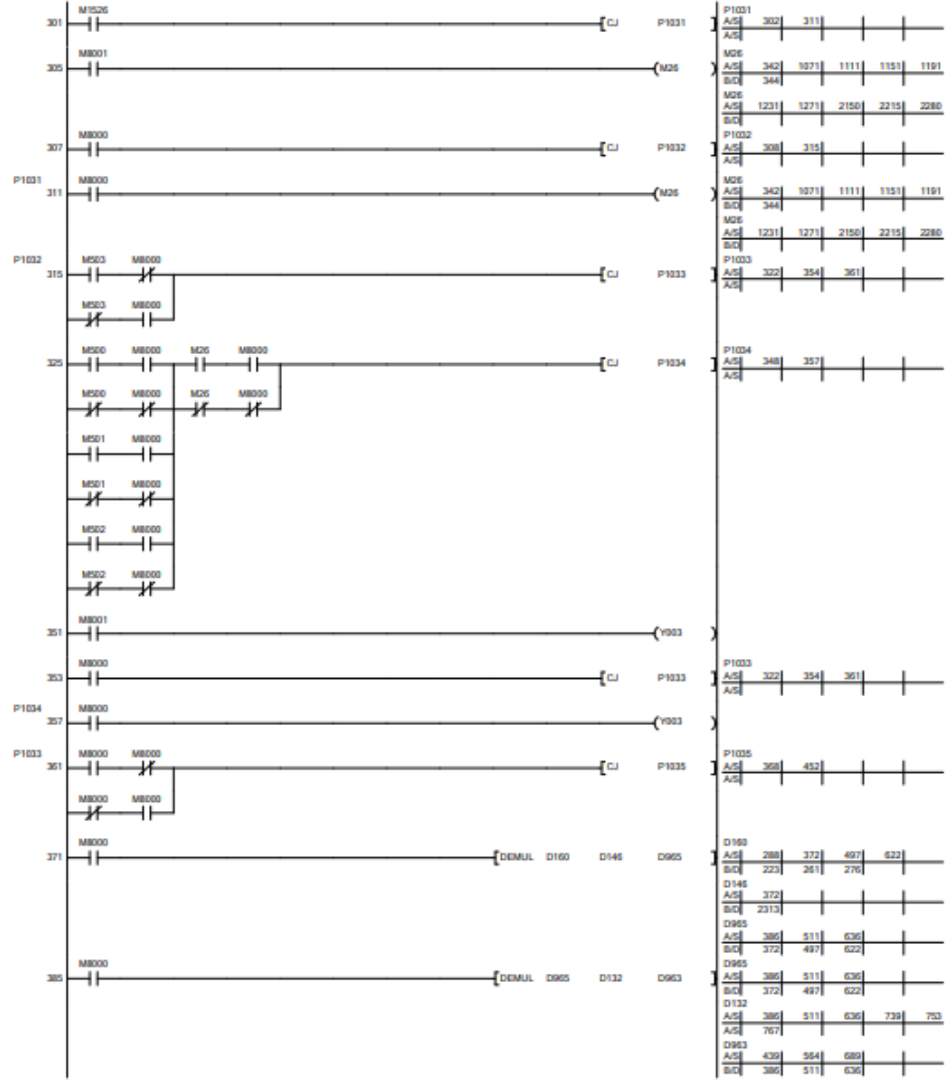 M1526 P1031
301 CJ P1031 A/S 302 311
A/S
M8001 M26
305 M26 A/S 342 1071 1111 1151 1191
B/D 344
M26
A/S 1231 1271 2150 2215 2280
B/D
M8000 P1032
307 CJ P1032 A/S 308 315
A/S
P1031 M8000 M26
311 M26 A/S 342 1071 1111 1151 1191
B/D 344
M26
A/S 1231 1271 2150 2215 2280
B/D
P1032 M503 M8000 P1033
315 CJ P1033 A/S 322 354 361
A/S
M503 M8000
M500 M8000 M26 M8000 P1034
325 CJ P1034 A/S 348 357
A/S
M500 M8000 M26 M8000
M501 M8000
M501 M8000
M502 M8000
M502 M8000
M8001
351 Y003
M8000 P1033
353 CJ P1033 A/S 322 354 361
A/S
P1034 M8000
357 Y003
P1033 M8000 M8000 P1035
361 CJ P1035 A/S 368 452
A/S
M8000 M8000
M8000 D160
371 DEMUL D160 D146 D965 A/S 288 372 497 622
B/D 223 261 276
D146
A/S 372
B/D 2313
D965
A/S 386 511 636
B/D 372 497 622
M8000 D965
385 DEMUL D965 D132 D963 A/S 386 511 636
B/D 372 497 622
D132
A/S 386 511 636 739 753
A/S 767
D963
A/S 439 564 689
B/D 386 511 636